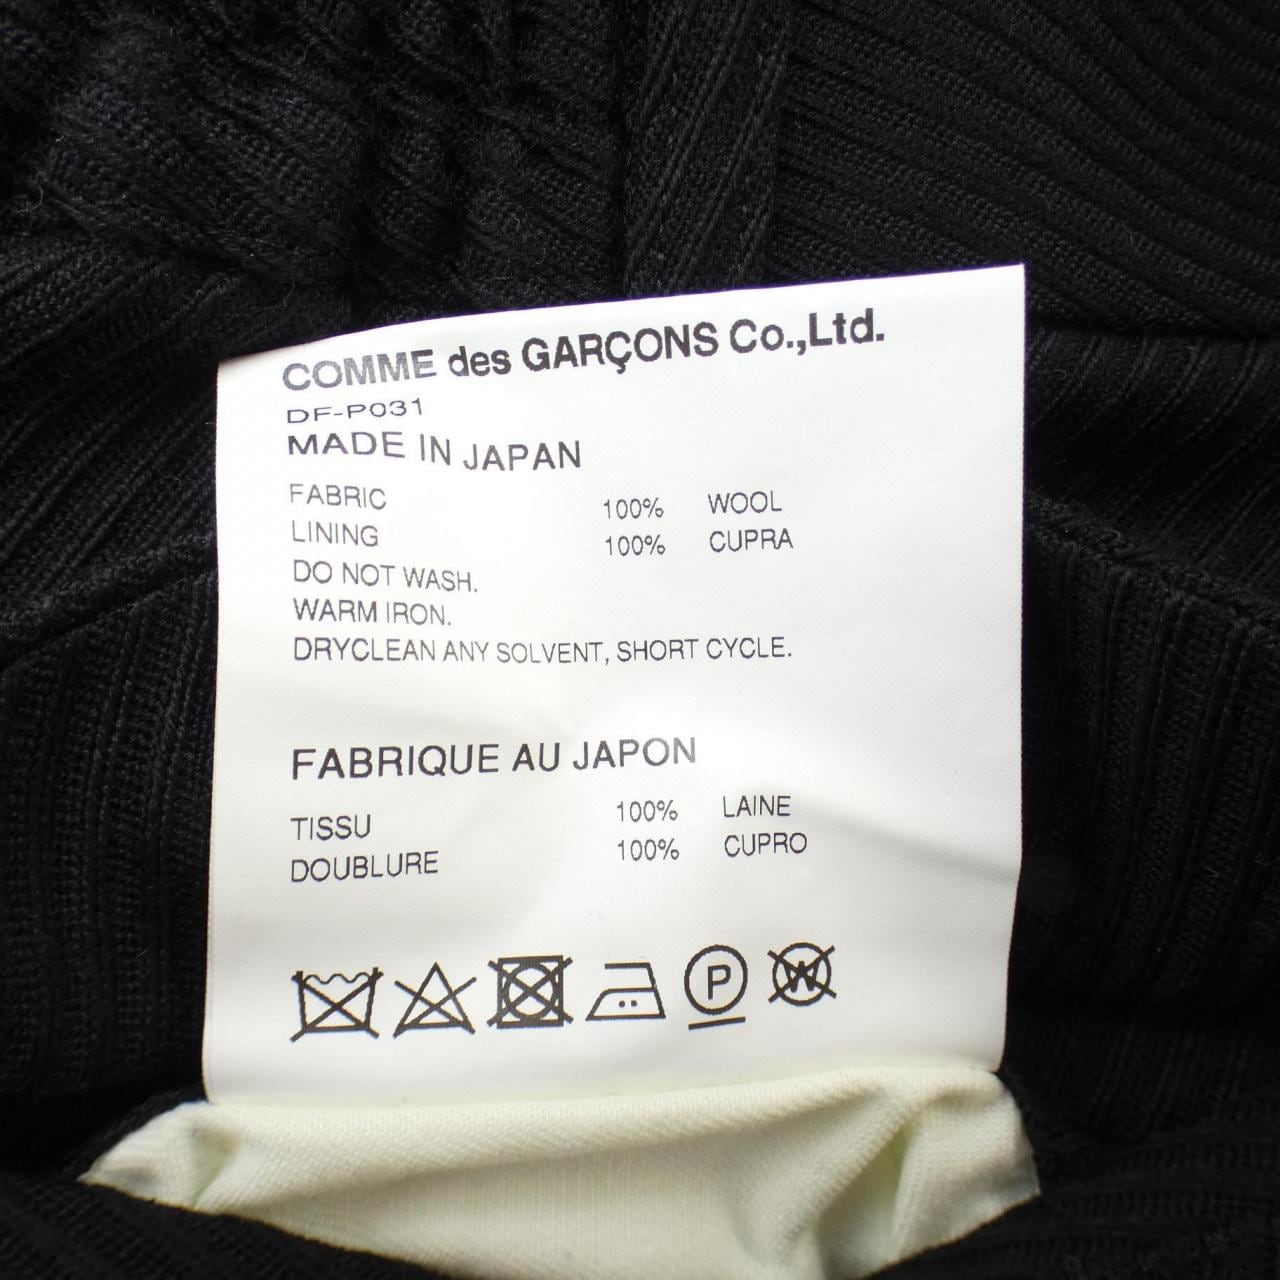 COMME des GARÇONS Co.,Ltd.
DF-P031
MADE IN JAPAN
FABRIC 100% WOOL
LINING 100% CUPRA
DO NOT WASH.
WARM IRON.
DRYCLEAN ANY SOLVENT, SHORT CYCLE.
FABRIQUE AU JAPON
TISSU 100% LAINE
DOUBLURE 100% CUPRO
P W